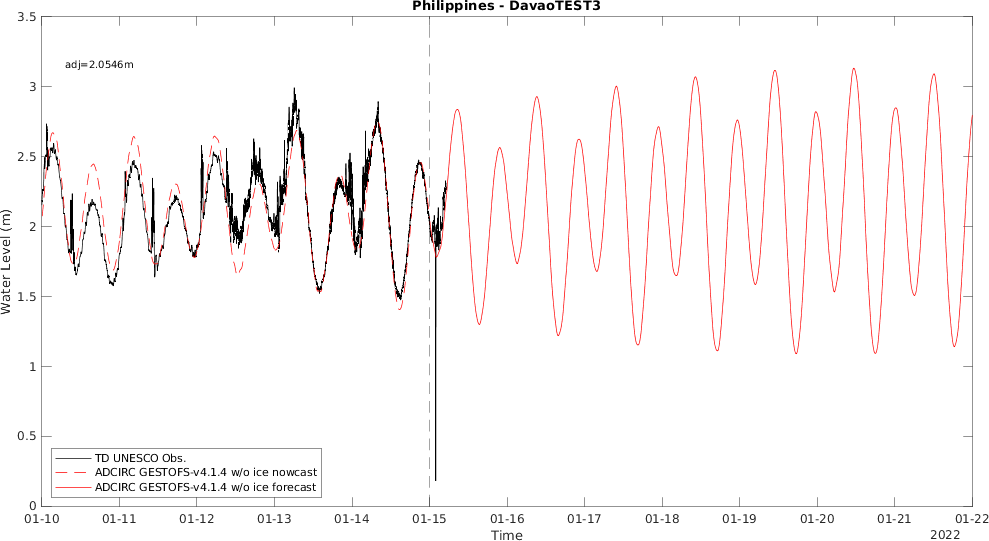 Philippines - DavaoTEST3
adj=2.0546m
3.5
3
2.5
2
1.5
1
0.5
0
Water Level (m)
TD UNESCO Obs.
ADCIRC GESTOFS-v4.1.4 w/o ice nowcast
ADCIRC GESTOFS-v4.1.4 w/o ice forecast
01-10 01-11 01-12 01-13 01-14 01-15 01-16 01-17 01-18 01-19 01-20 01-21 01-22
Time
2022